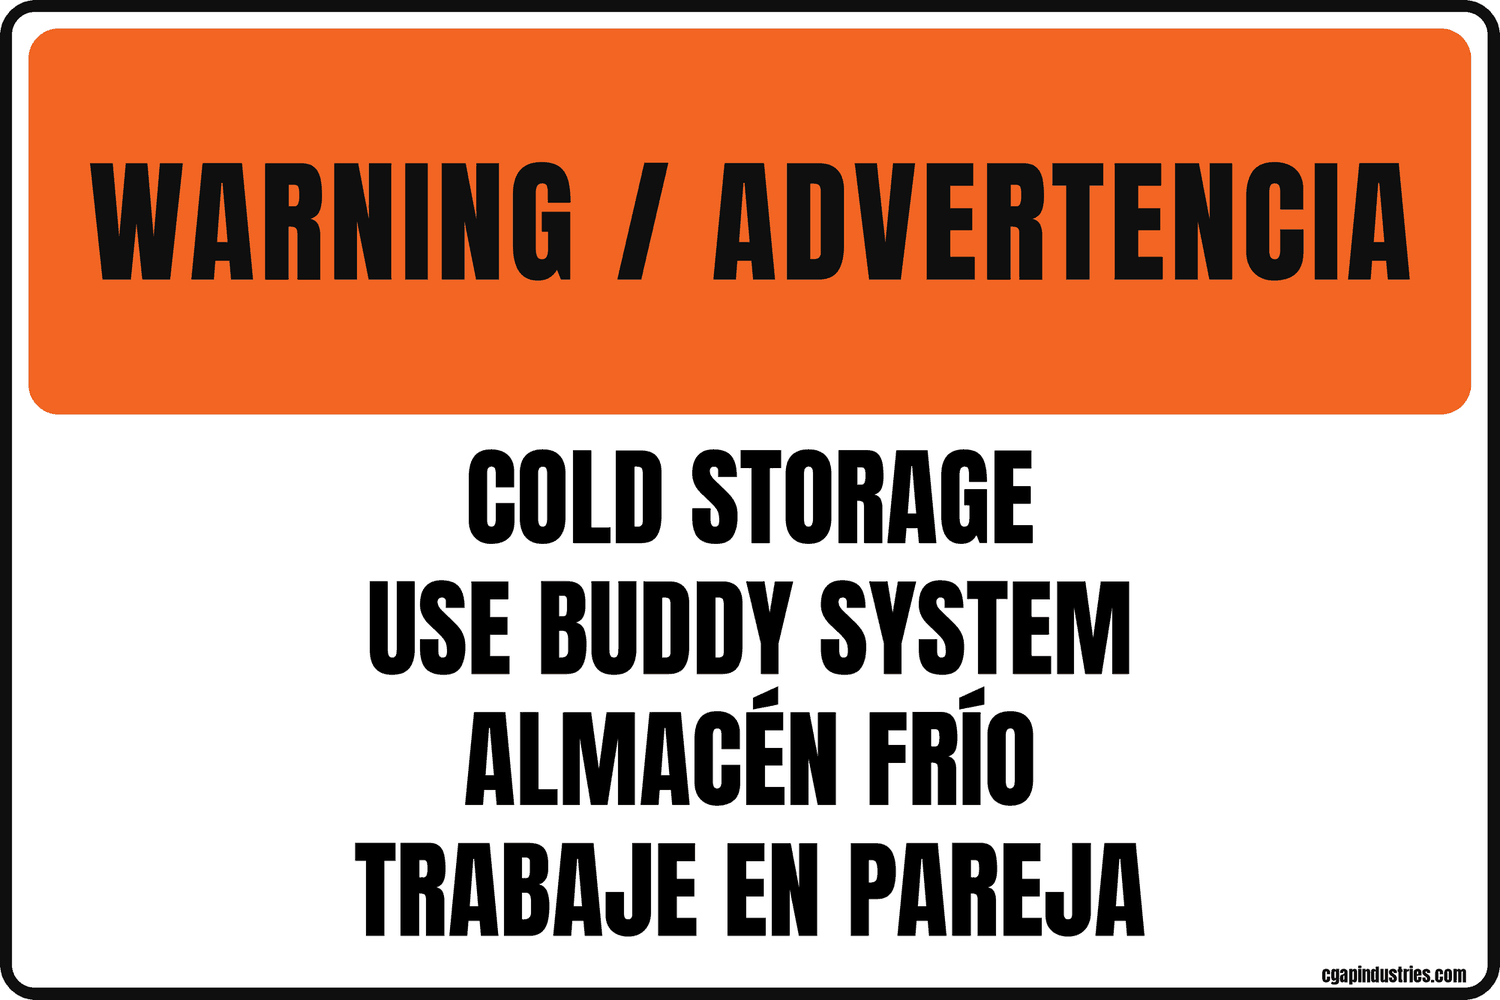 WARNING / ADVERTENCIA
COLD STORAGE
USE BUDDY SYSTEM
ALMACÉN FRÍO
TRABAJE EN PAREJA
cgapindustries.com